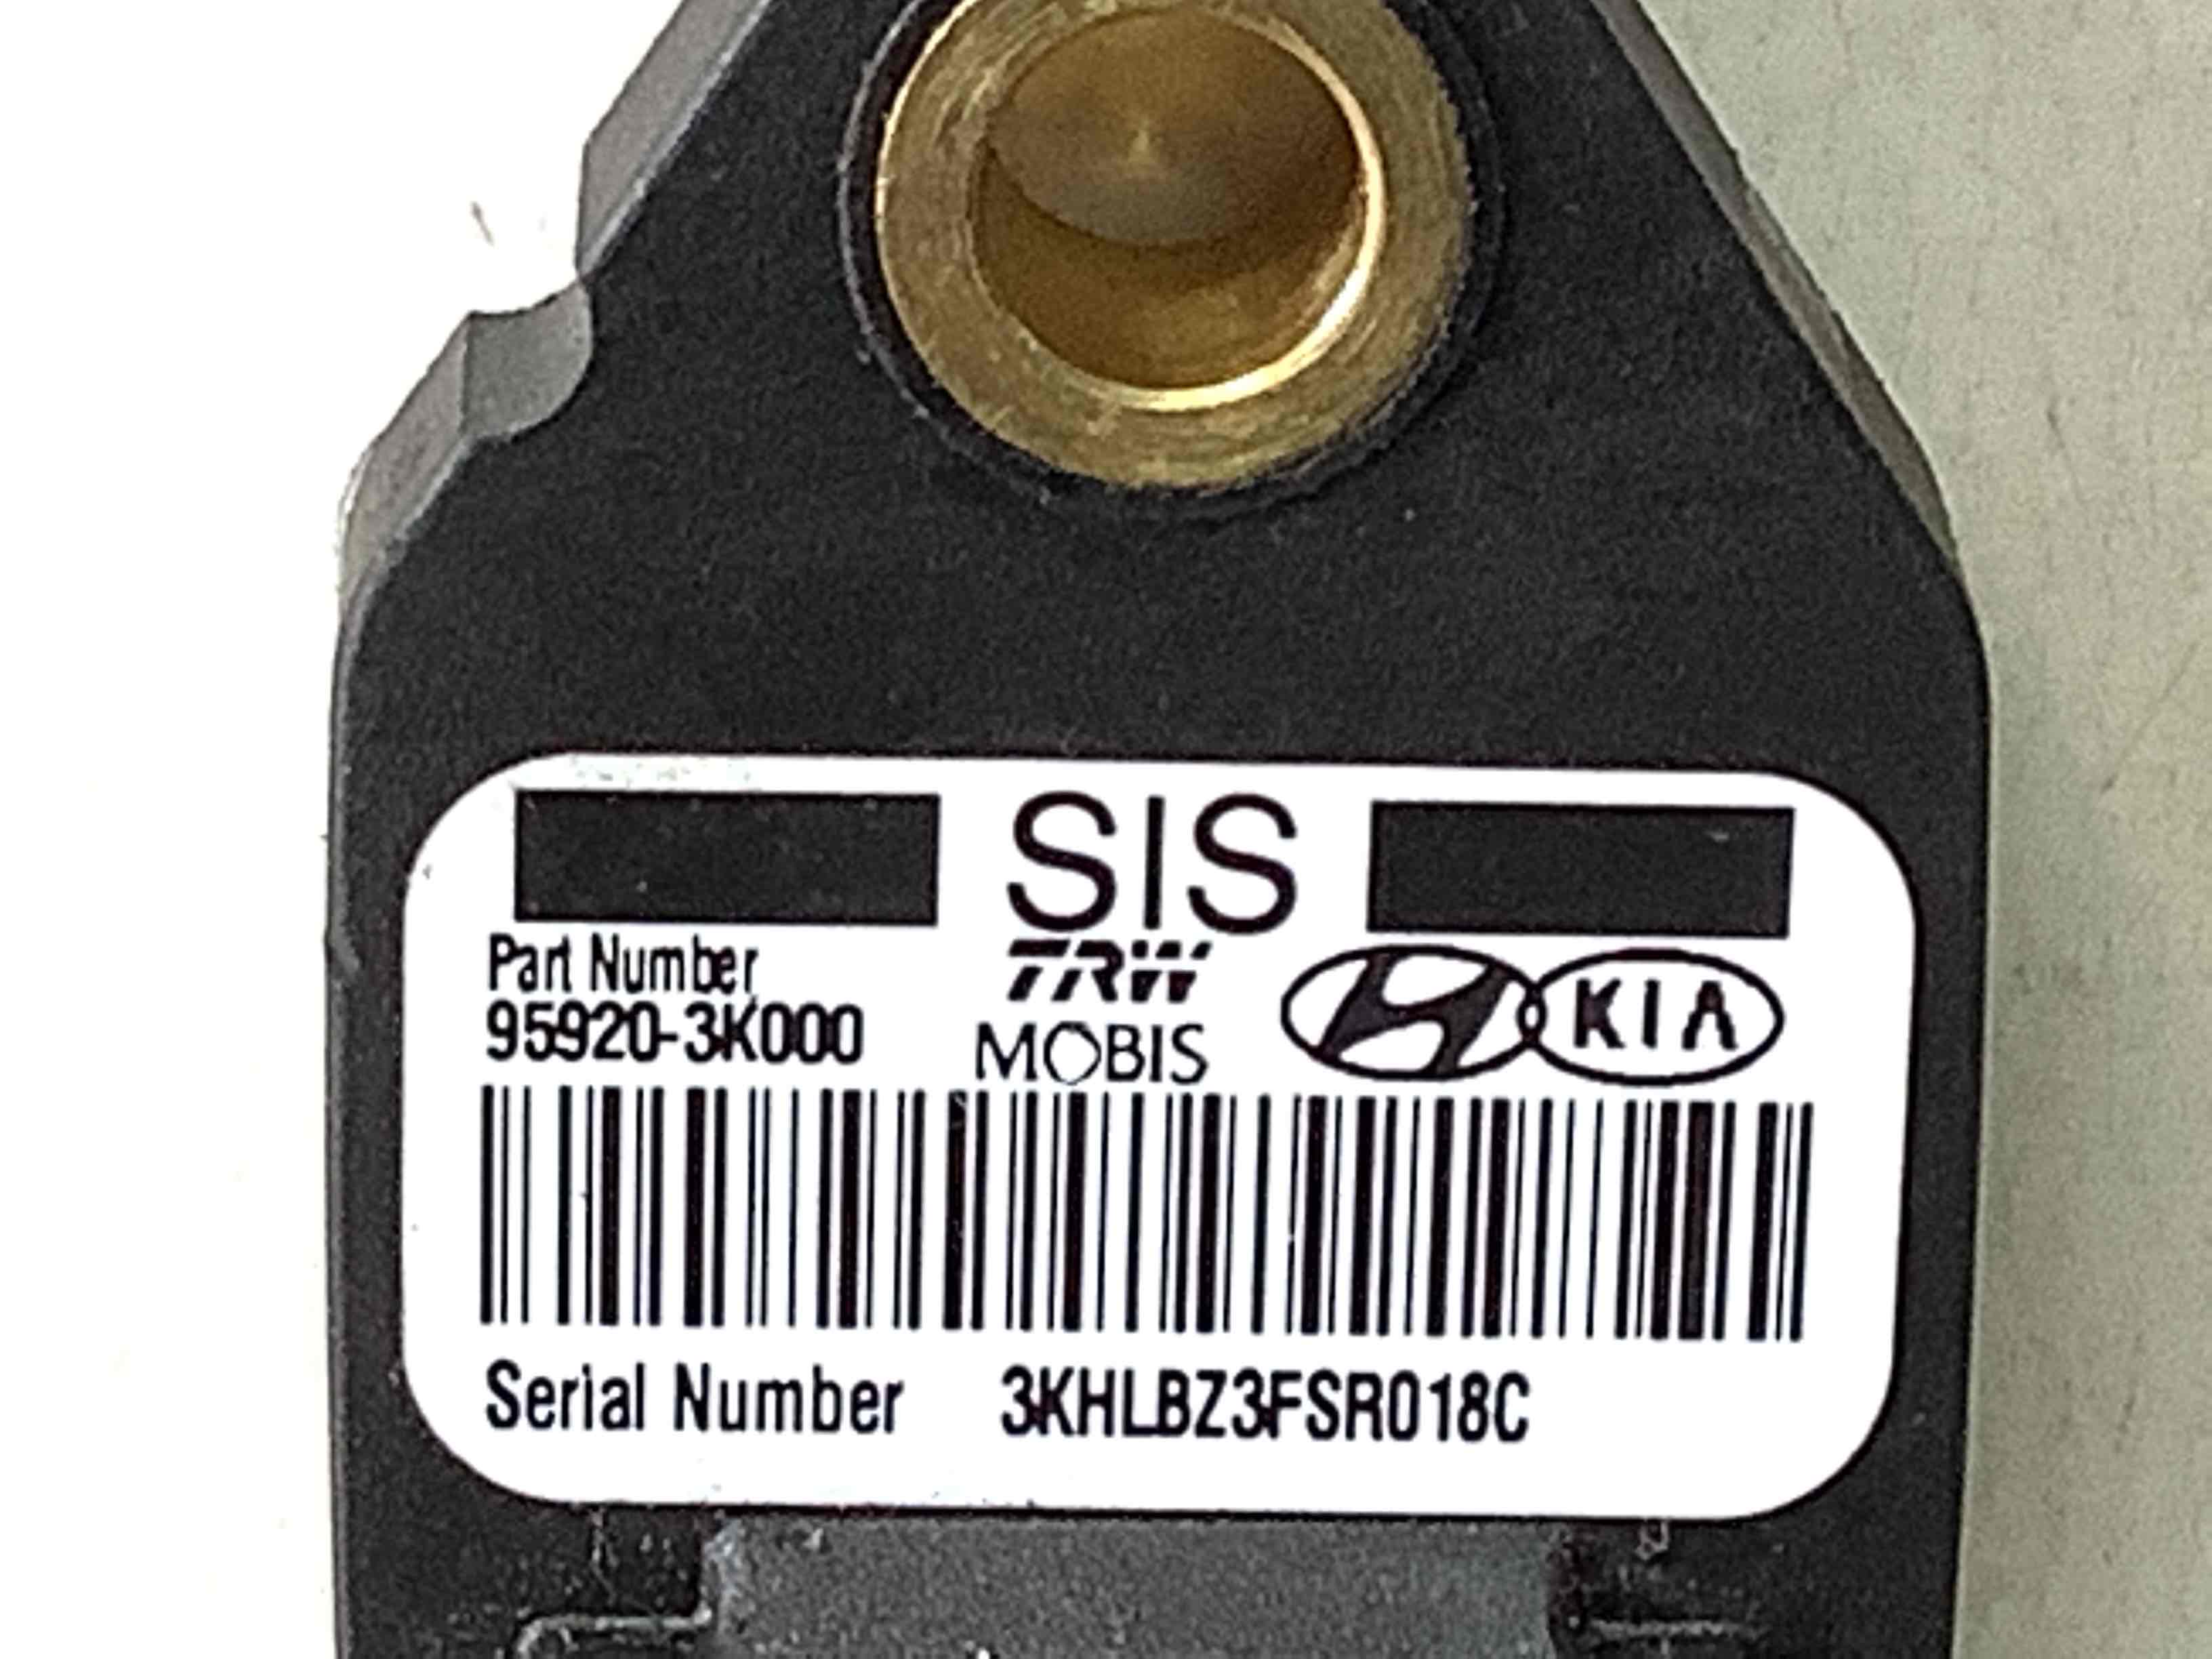 SIS
Part Number
95920-3K000
TRW
MOBIS
KIA
Serial Number 3KHLBZ3FSR018C